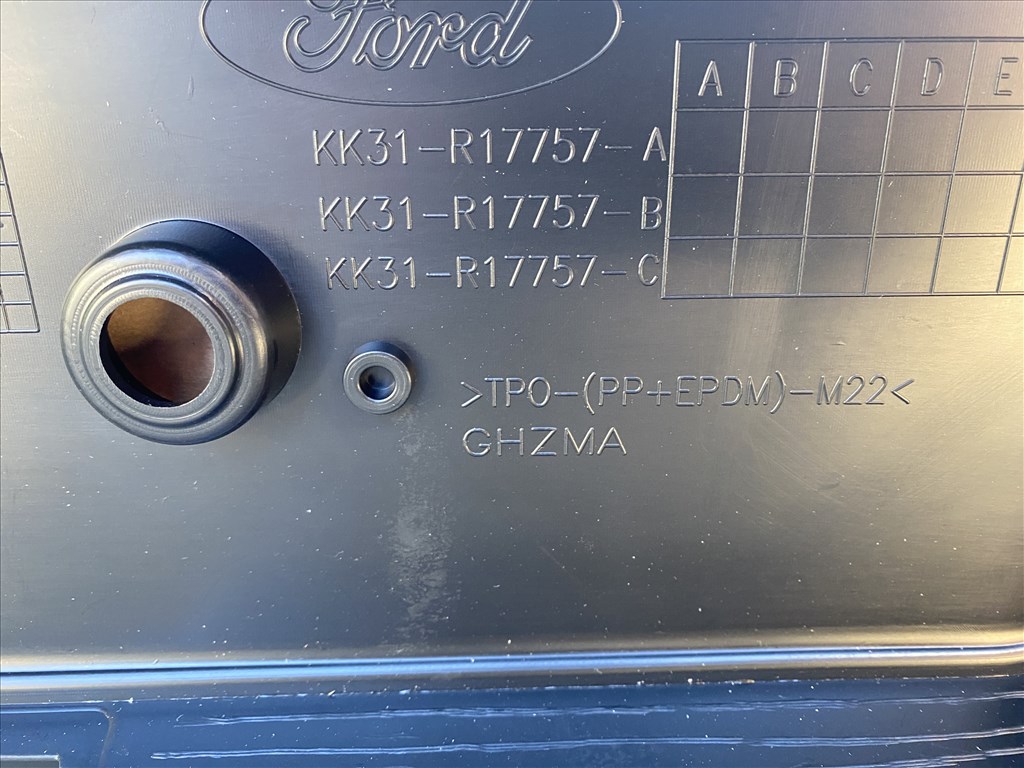 Ford
A B C D E
KK31-R17757-A
KK31-R17757-B
KK31-R17757-C
>TPO-(PP+EPDM)-M22<
GHZMA